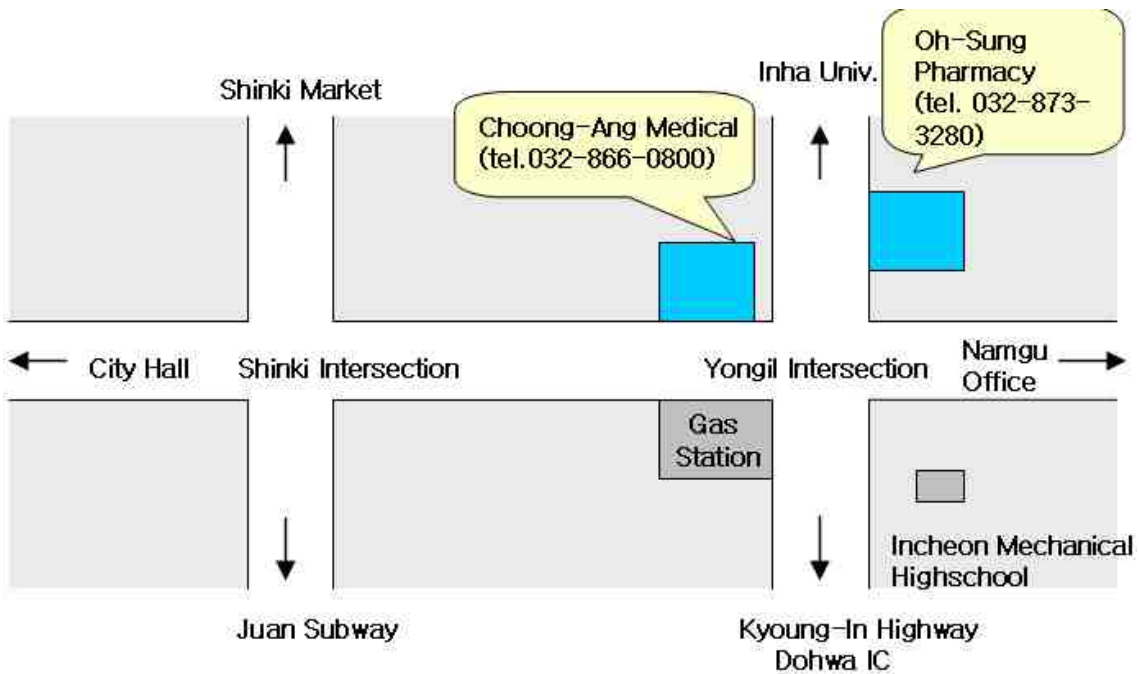 Shinki Market
Choong-Ang Medical
(tel.032-866-0800)
Inha Univ.
Oh-Sung
Pharmacy
(tel. 032-873-
3280)
City Hall
Shinki Intersection
Yongil Intersection
Namgu
Office
Gas
Station
Incheon Mechanical
Highschool
Juan Subway
Kyoung-In Highway
Dohwa IC